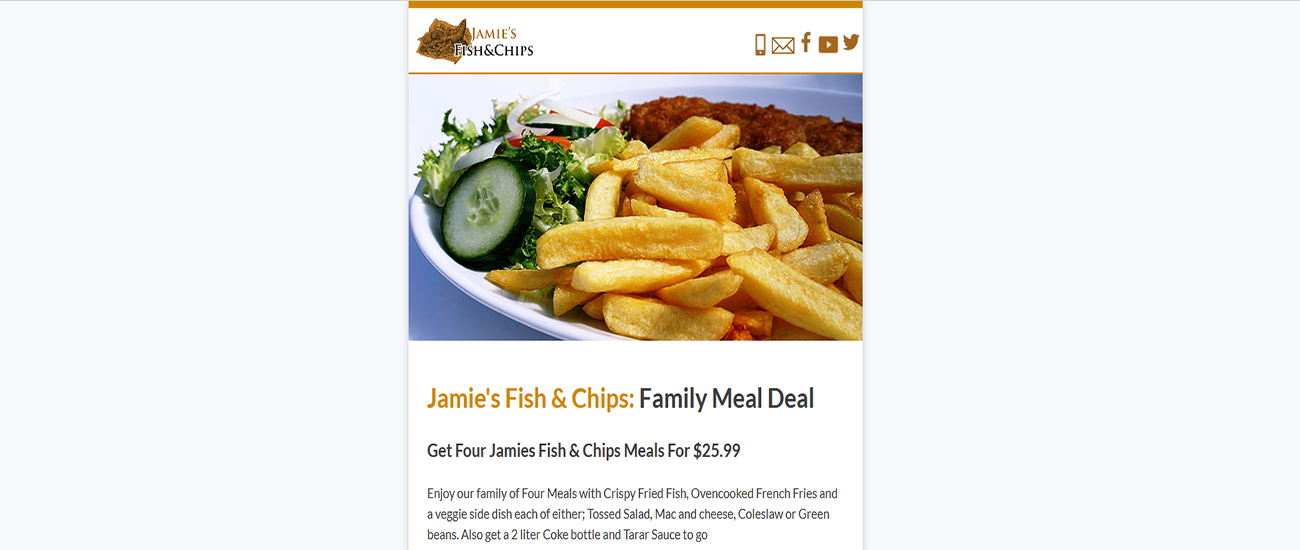 JAMIE'S
FISH&CHIPS
Jamie's Fish & Chips: Family Meal Deal
Get Four Jamies Fish & Chips Meals For $25.99
Enjoy our family of Four Meals with Crispy Fried Fish, Ovencooked French Fries and
a veggie side dish each of either; Tossed Salad, Mac and cheese, Coleslaw or Green
beans. Also get a 2 liter Coke bottle and Tarar Sauce to go